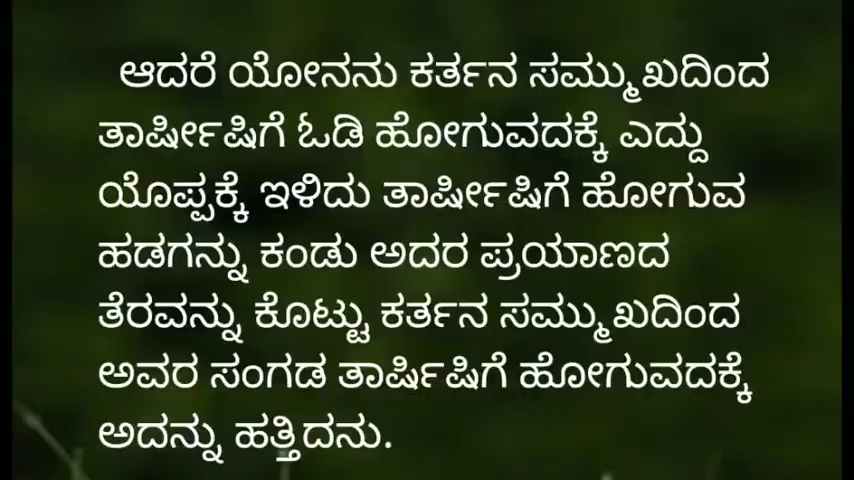 ಆದರೆ ಯೋನನು ಕರ್ತನ ಸಮ್ಮುಖದಿಂದ
ತಾರ್ಷೀಷಿಗೆ ಓಡಿ ಹೋಗುವದಕ್ಕೆ ಎದ್ದು
ಯೊಪ್ಪಕ್ಕೆ ಇಳಿದು ತಾರ್ಷೀಷಿಗೆ ಹೋಗುವ
ಹಡಗನ್ನು ಕಂಡು ಅದರ ಪ್ರಯಾಣದ
ತೆರವನ್ನು ಕೊಟ್ಟು ಕರ್ತನ ಸಮ್ಮುಖದಿಂದ
ಅವರ ಸಂಗಡ ತಾರ್ಷಿಷಿಗೆ ಹೋಗುವದಕ್ಕೆ
ಅದನ್ನು ಹತ್ತಿದನು.